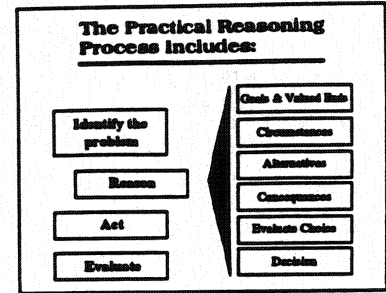 The Practical Reasoning
Process Includes:
Identify the
problem
Reason
Act
Evaluate
Goals & Valued Ends
Circumstances
Alternatives
Consequences
Evaluate Choice
Decision